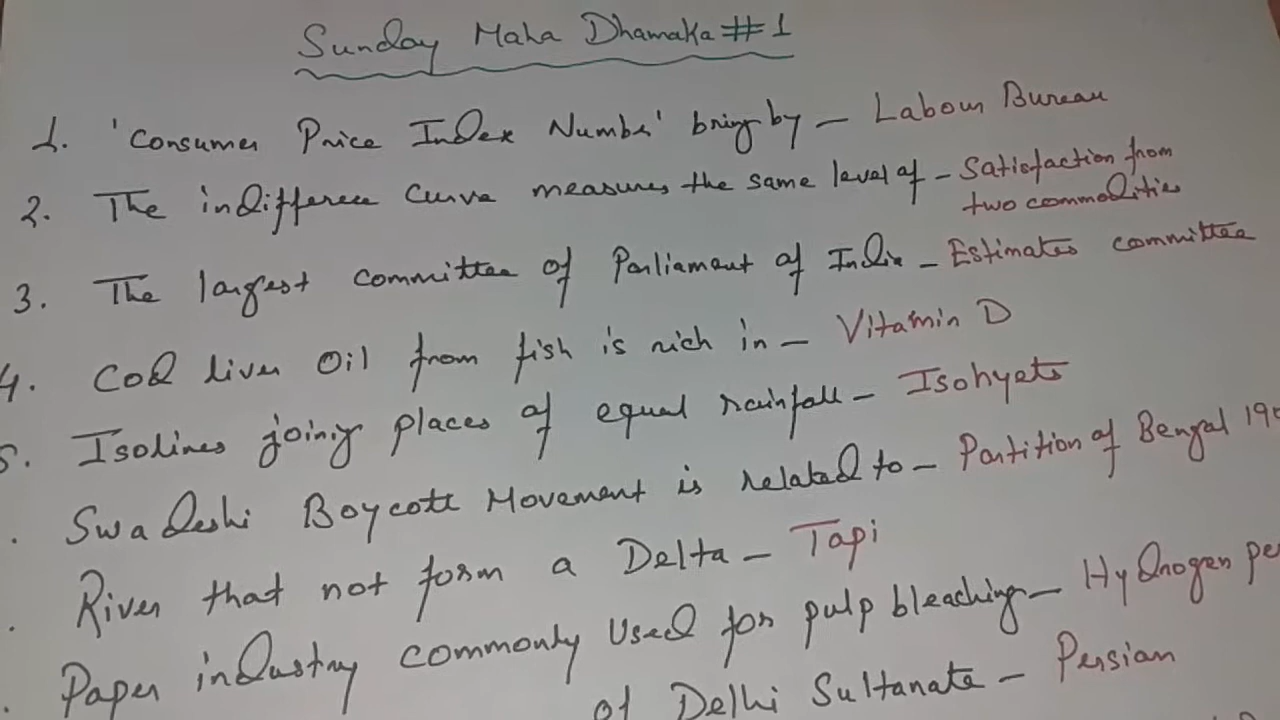 Sunday Maha Dhamaka #1
1. 'Consumer Price Index Number' bring by - Labour Bureau
2. The indifference Curve measures the same level of - Satisfaction from
two commodities
3. The largest committee of Parliament of India - Estimates committee
4. Cod liver Oil from fish is rich in - Vitamin D
5. Isolines joining places of equal rainfall - Isohyets
. Swadeshi Boycott Movement is related to - Partition of Bengal
. River that not form a Delta - Tapi
. Paper industry commonly Used for pulp bleaching - Hydrogen
of Delhi Sultanate - Persian